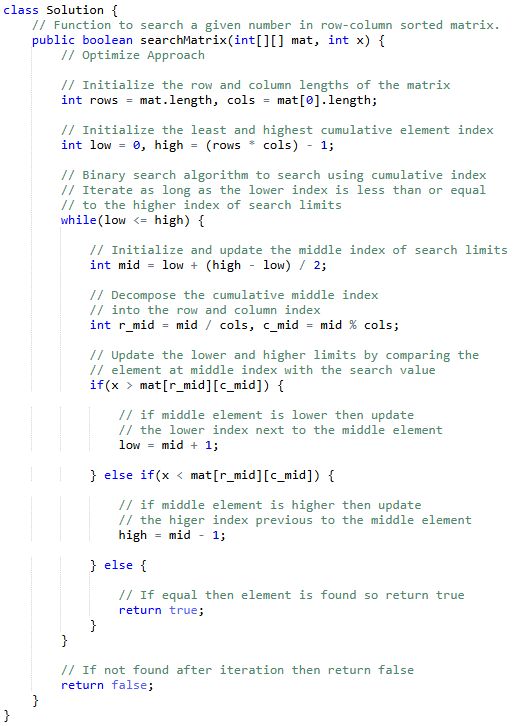 class Solution {
    // Function to search a given number in row-column sorted matrix.
    public boolean searchMatrix(int[][] mat, int x) {
        // Optimize Approach

        // Initialize the row and column lengths of the matrix
        int rows = mat.length, cols = mat[0].length;

        // Initialize the least and highest cumulative element index
        int low = 0, high = (rows * cols) - 1;

        // Binary search algorithm to search using cumulative index
        // Iterate as long as the lower index is less than or equal
        // to the higher index of search limits
        while(low <= high) {

            // Initialize and update the middle index of search limits
            int mid = low + (high - low) / 2;

            // Decompose the cumulative middle index
            // into the row and column index
            int r_mid = mid / cols, c_mid = mid % cols;

            // Update the lower and higher limits by comparing the
            // element at middle index with the search value
            if(x > mat[r_mid][c_mid]) {

                // if middle element is lower then update
                // the lower index next to the middle element
                low = mid + 1;

            } else if(x < mat[r_mid][c_mid]) {

                // if middle element is higher then update
                // the higer index previous to the middle element
                high = mid - 1;

            } else {

                // If equal then element is found so return true
                return true;
            }
        }

        // If not found after iteration then return false
        return false;
    }
}